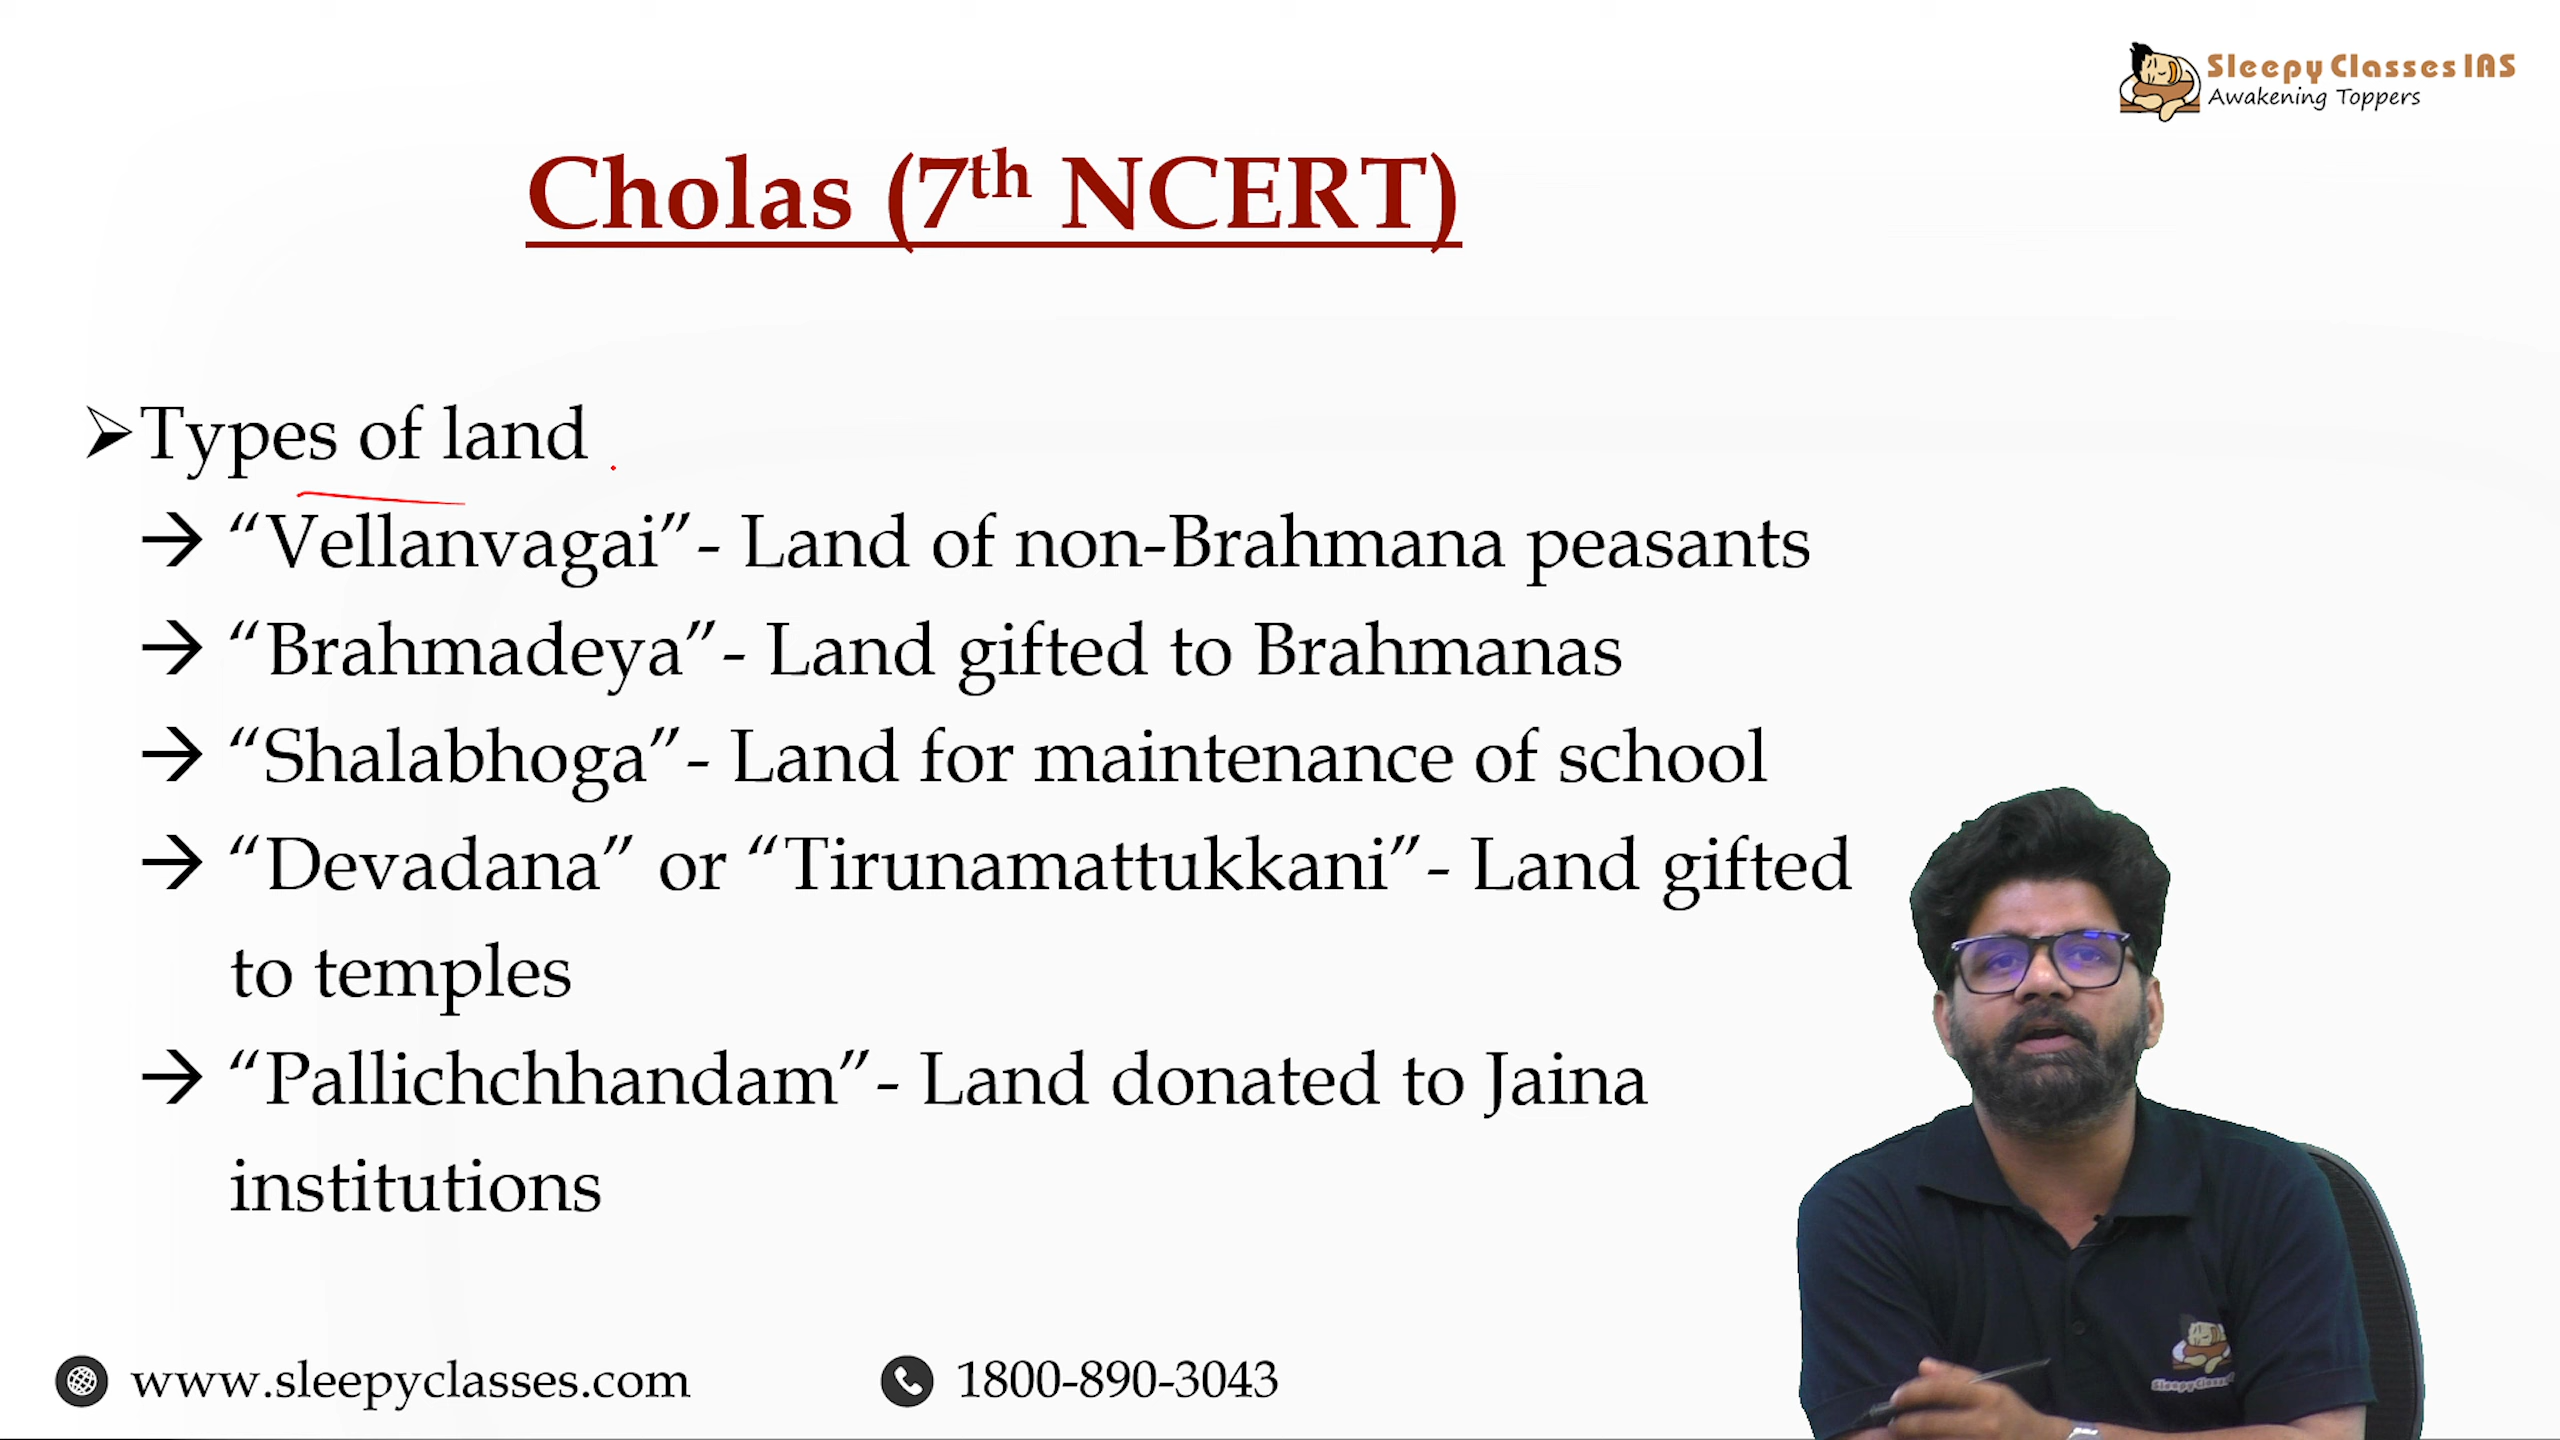 Sleepy Classes IAS
Awakening Toppers
Cholas (7th NCERT)
➢Types of land
→ “Vellanvagai”- Land of non-Brahmana peasants
→ “Brahmadeya”- Land gifted to Brahmanas
→ “Shalabhoga”- Land for maintenance of school
→ “Devadana” or “Tirunamattukkani”- Land gifted
to temples
→ “Pallichchhandam”- Land donated to Jaina
institutions
www.sleepyclasses.com
1800-890-3043